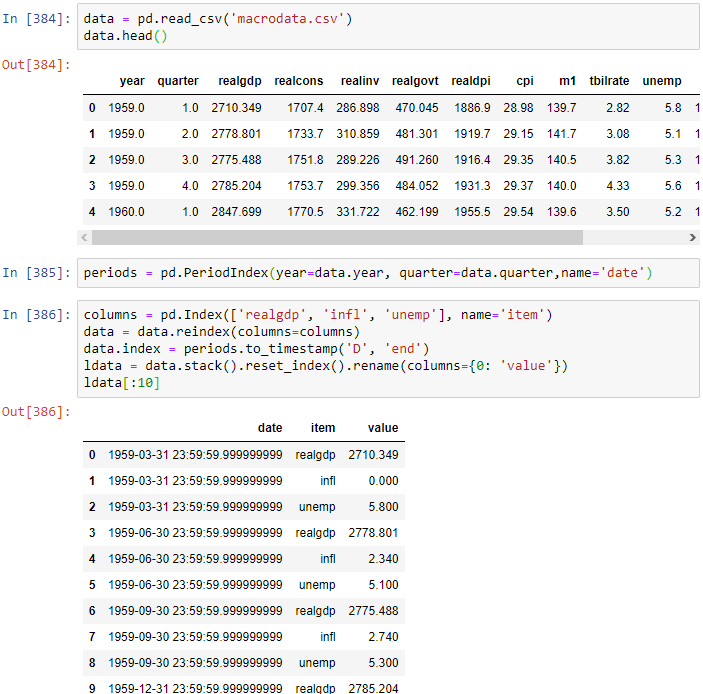 In [384]: data = pd.read_csv('macrodata.csv')
data.head()
Out[384]:
year quarter realgdp realcons realinv realgovt realdpi cpi m1 tbilrate unemp
0 1959.0 1.0 2710.349 1707.4 286.898 470.045 1886.9 28.98 139.7 2.82 5.8 1
1 1959.0 2.0 2778.801 1733.7 310.859 481.301 1919.7 29.15 141.7 3.08 5.1 1
2 1959.0 3.0 2775.488 1751.8 289.226 491.260 1916.4 29.35 140.5 3.82 5.3 1
3 1959.0 4.0 2785.204 1753.7 299.356 484.052 1931.3 29.37 140.0 4.33 5.6 1
4 1960.0 1.0 2847.699 1770.5 331.722 462.199 1955.5 29.54 139.6 3.50 5.2 1
In [385]: periods = pd.PeriodIndex(year=data.year, quarter=data.quarter,name='date')
In [386]: columns = pd.Index(['realgdp', 'infl', 'unemp'], name='item')
data = data.reindex(columns=columns)
data.index = periods.to_timestamp('D', 'end')
ldata = data.stack().reset_index().rename(columns={0: 'value'})
ldata[:10]
Out[386]:
date item value
0 1959-03-31 23:59:59.999999999 realgdp 2710.349
1 1959-03-31 23:59:59.999999999 infl 0.000
2 1959-03-31 23:59:59.999999999 unemp 5.800
3 1959-06-30 23:59:59.999999999 realgdp 2778.801
4 1959-06-30 23:59:59.999999999 infl 2.340
5 1959-06-30 23:59:59.999999999 unemp 5.100
6 1959-09-30 23:59:59.999999999 realgdp 2775.488
7 1959-09-30 23:59:59.999999999 infl 2.740
8 1959-09-30 23:59:59.999999999 unemp 5.300
9 1959-12-31 23:59:59.999999999 realgdp 2785.204